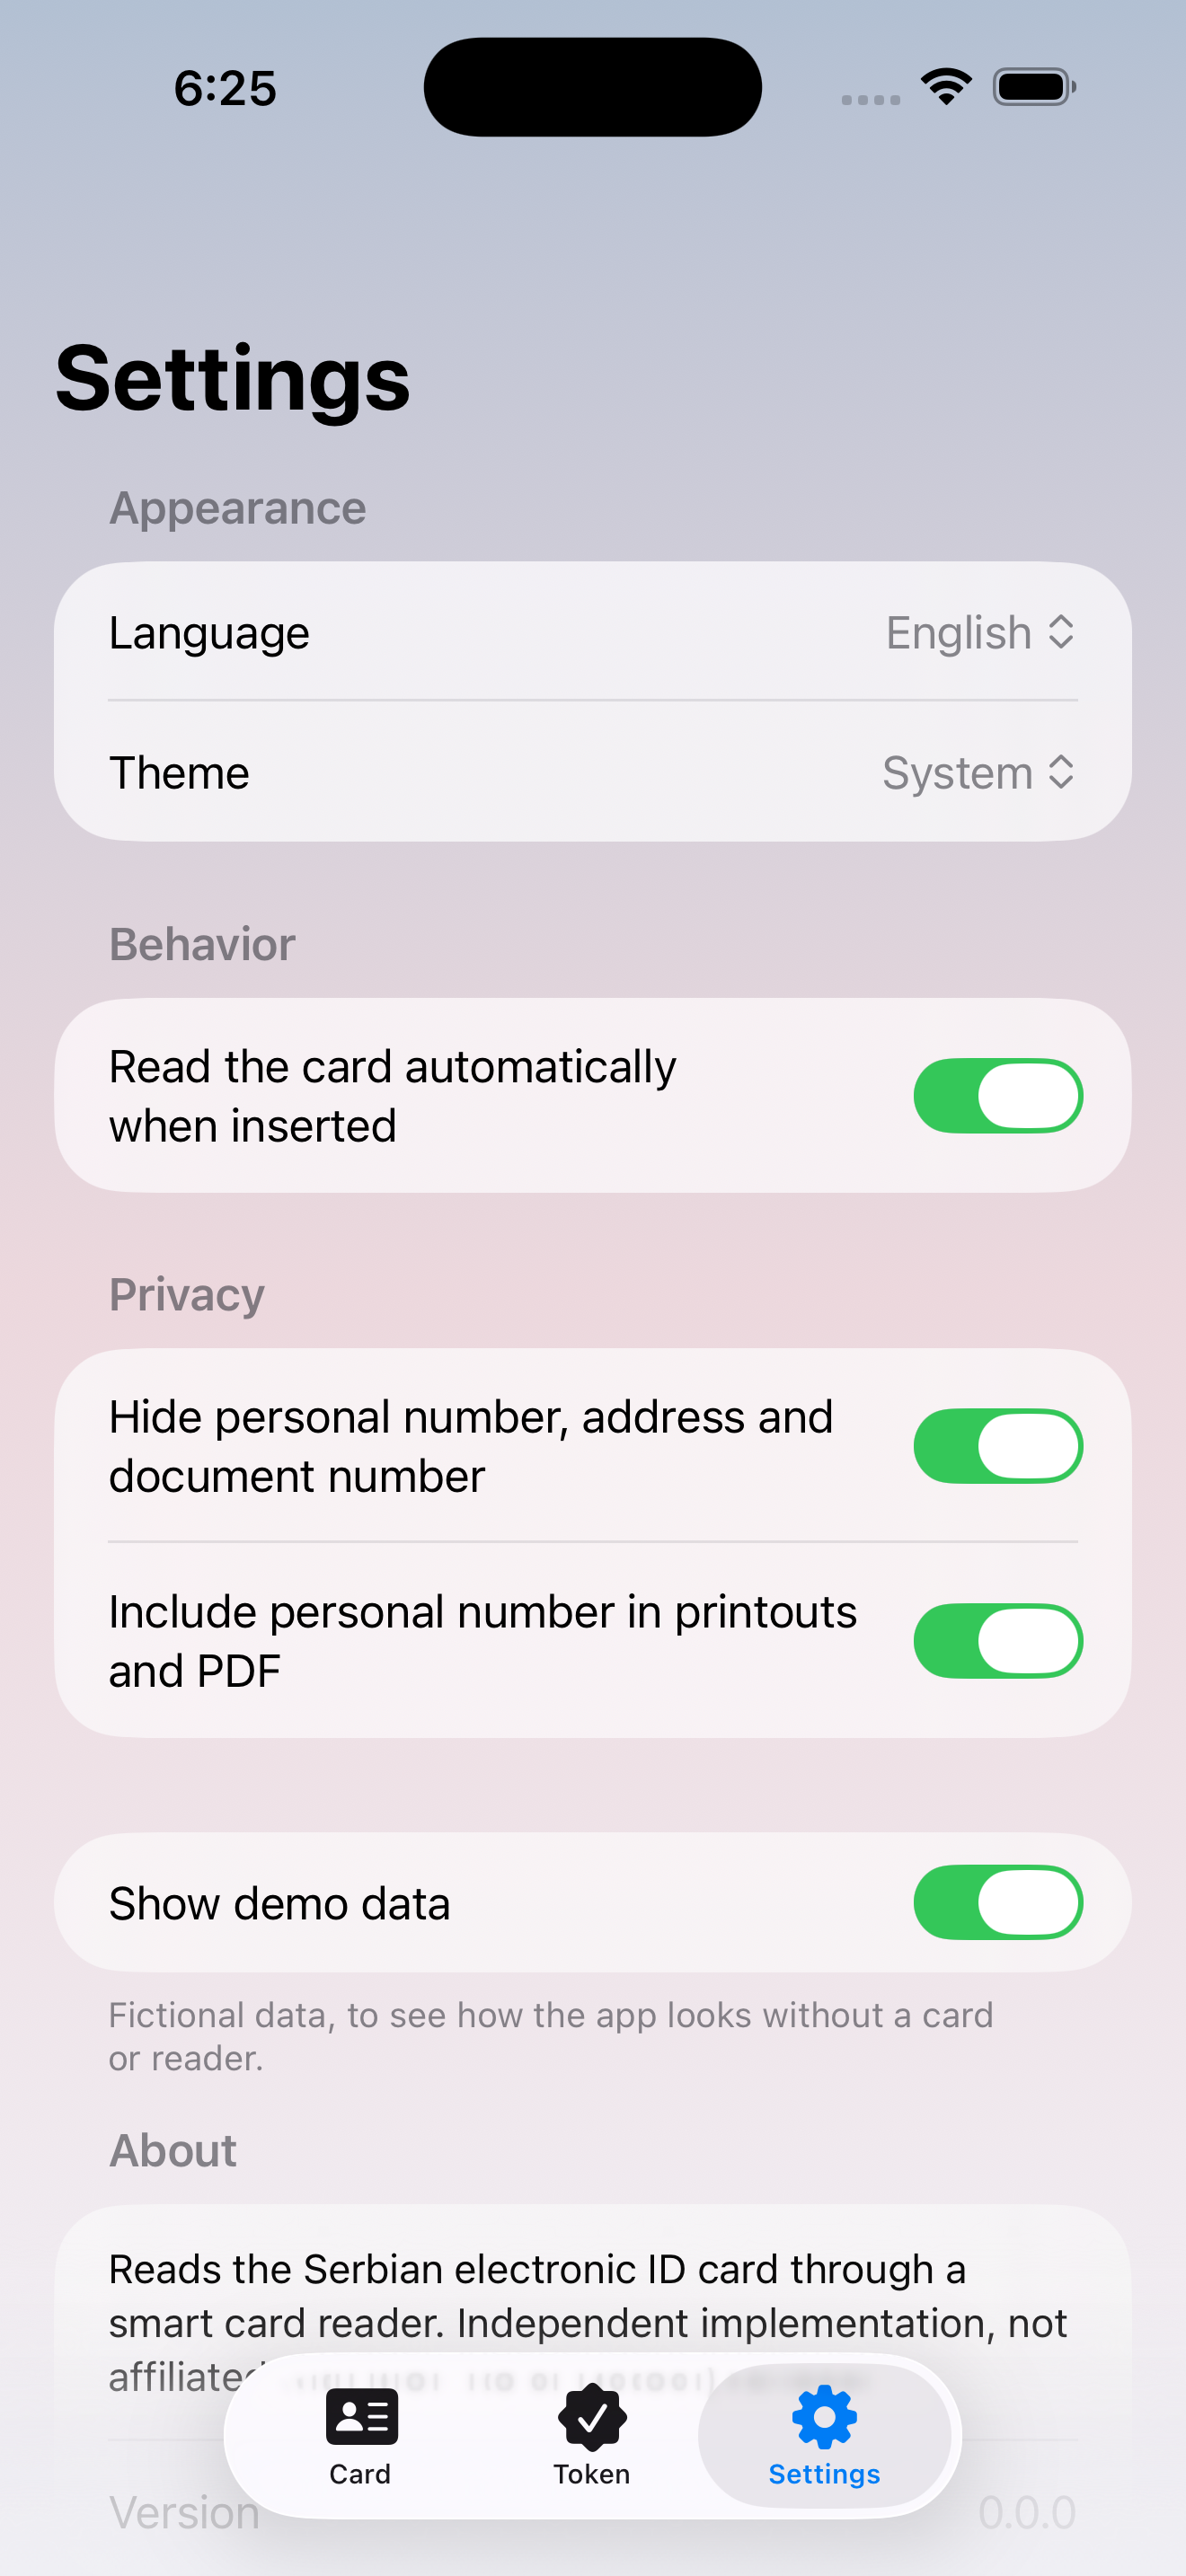 6:25
Settings
Appearance
Language English
Theme System
Behavior
Read the card automatically
when inserted
Privacy
Hide personal number, address and
document number
Include personal number in printouts
and PDF
Show demo data
Fictional data, to see how the app looks without a card
or reader.
About
Reads the Serbian electronic ID card through a
smart card reader. Independent implementation, not
affiliated
Card Token Settings
Version 0.0.0